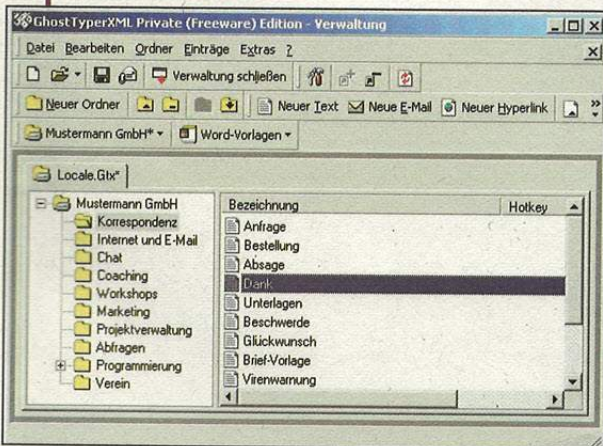 GhostTyperXML Private (Freeware) Edition - Verwaltung
Datei Bearbeiten Ordner Einträge Extras ?
Verwaltung schließen
Neuer Ordner Neuer Text Neue E-Mail Neuer Hyperlink
Mustermann GmbH* Word-Vorlagen
Locale.Gtx*
Mustermann GmbH
Korrespondenz
Internet und E-Mail
Chat
Coaching
Workshops
Marketing
Projektverwaltung
Abfragen
Programmierung
Verein
Bezeichnung Hotkey
Anfrage
Bestellung
Absage
Dank
Unterlagen
Beschwerde
Glückwunsch
Brief-Vorlage
Virenwarnung